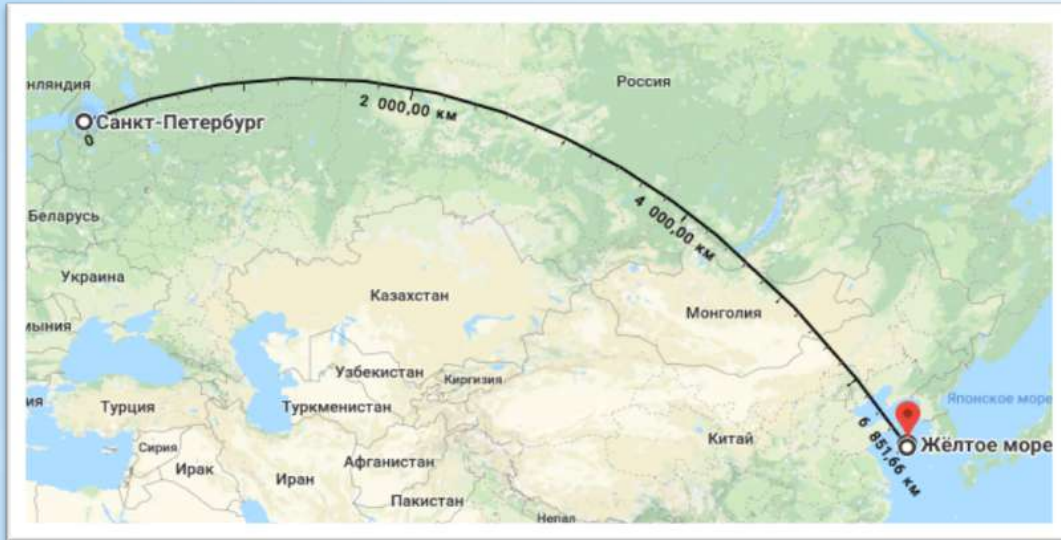 нляндия
Россия
2 000,00 км
Санкт-Петербург
0
Беларусь
4 000,00 км
Украина
Казахстан
Монголия
мыния
Узбекистан
Киргизия
Японское море
ия
Турция
Туркменистан
6 851,66 км
Сирия
Китай
Жёлтое море
Ирак
Иран
Афганистан
Пакистан
Непал